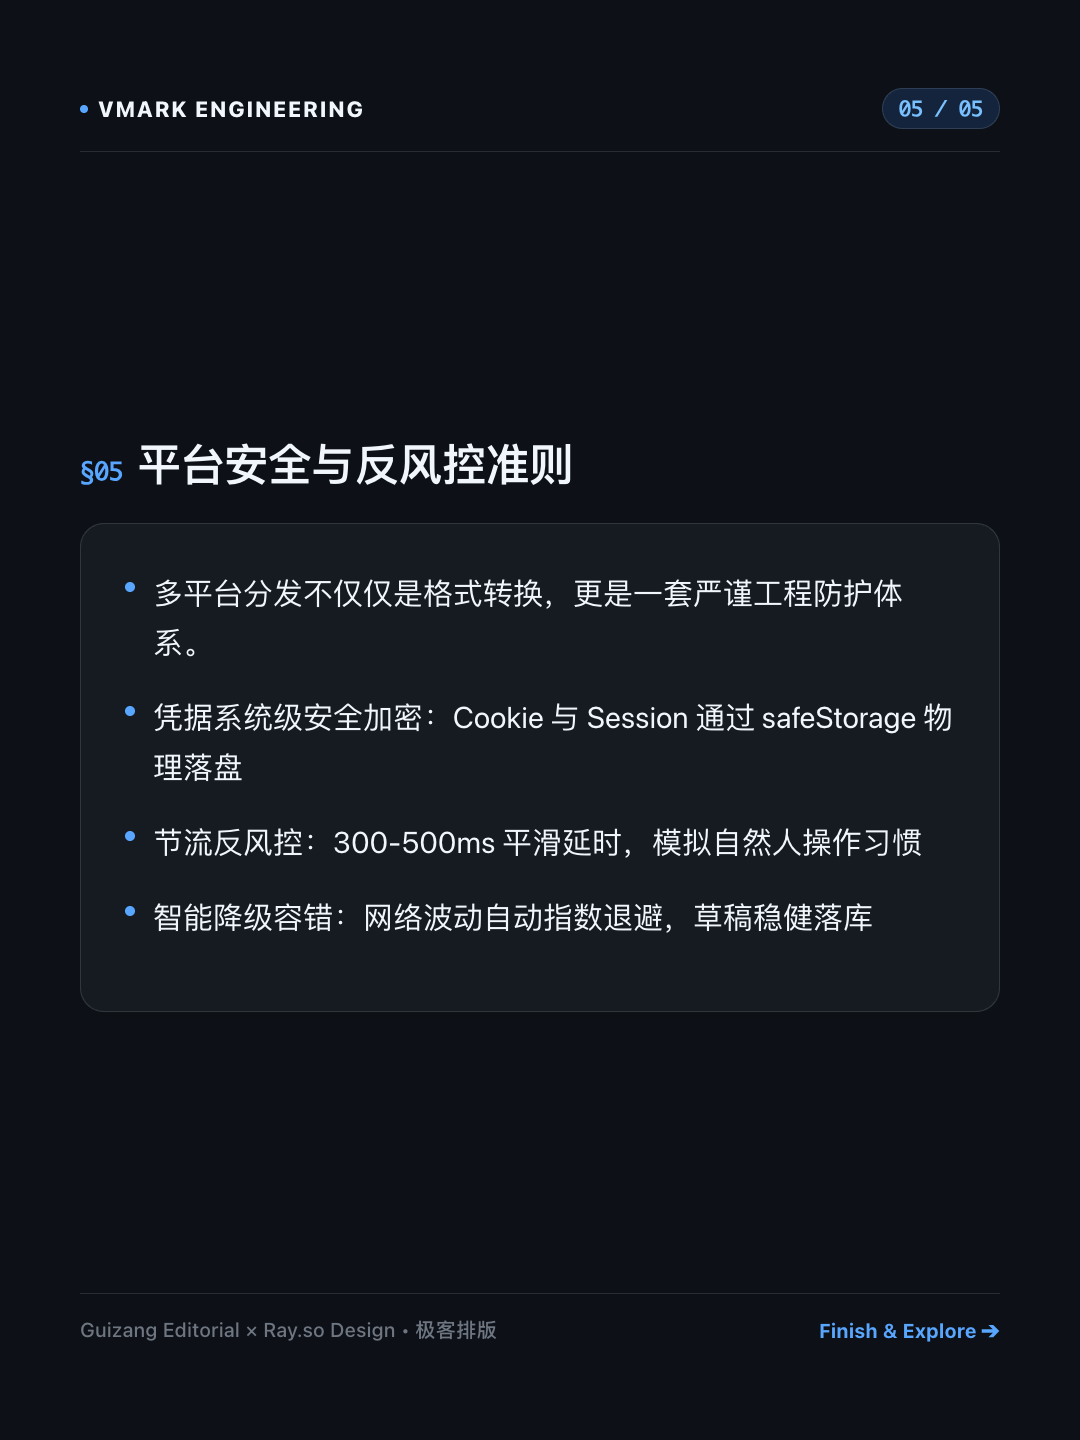 VMARK ENGINEERING
05 / 05
§05 平台安全与反风控准则
多平台分发不仅仅是格式转换，更是一套严谨工程防护体
系。
凭据系统级安全加密：Cookie 与 Session 通过 safeStorage 物
理落盘
节流反风控：300-500ms 平滑延时，模拟自然人操作习惯
智能降级容错：网络波动自动指数退避，草稿稳健落库
Guizang Editorial × Ray.so Design • 极客排版
Finish & Explore ➔